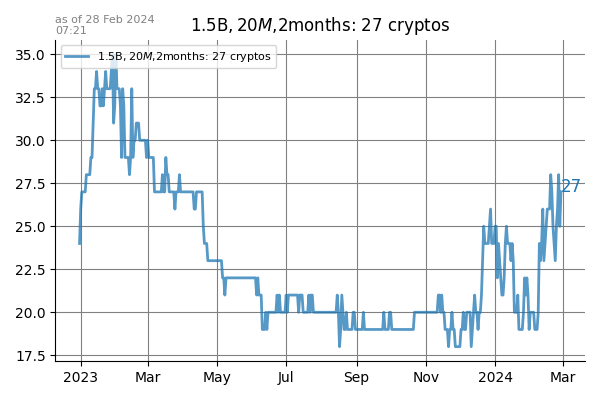 as of 28 Feb 2024
07:21
1.5B, 20M,2months: 27 cryptos
1.5B, 20M,2months: 27 cryptos
35.0
32.5
30.0
27.5
25.0
22.5
20.0
17.5
27
2023 Mar May Jul Sep Nov 2024 Mar